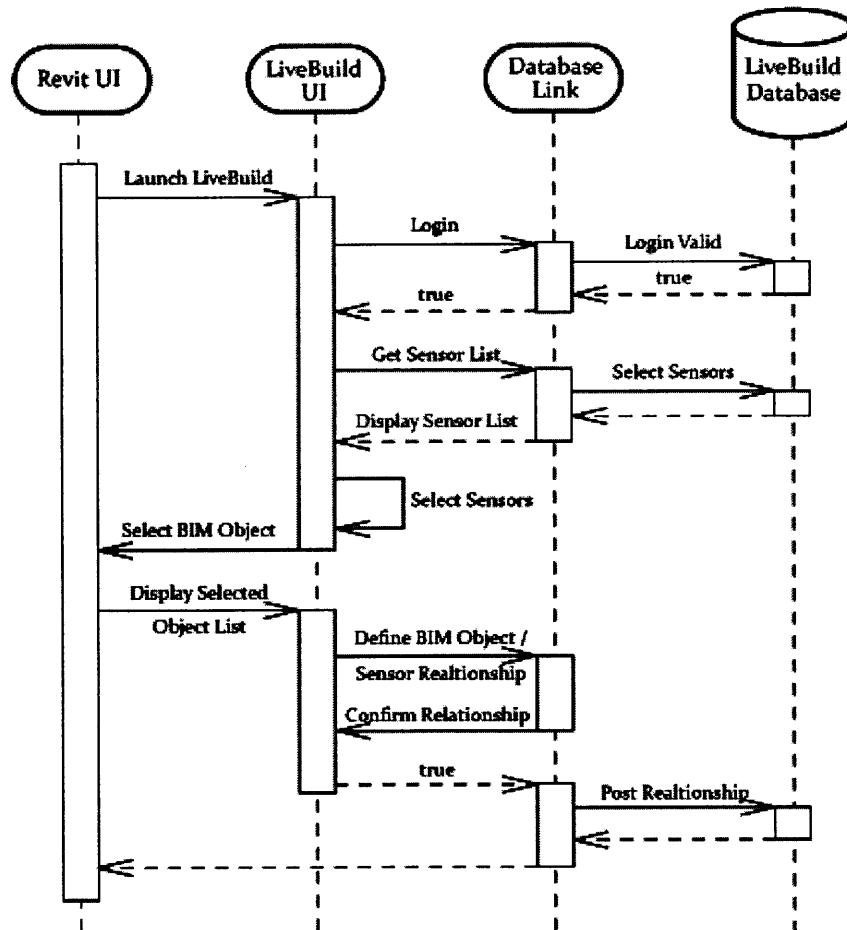 Revit UI
LiveBuild
UI
Database
Link
LiveBuild
Database
Launch LiveBuild
Login
Login Valid
true
true
Get Sensor List
Select Sensors
Display Sensor List
Select Sensors
Select BIM Object
Display Selected
Object List
Define BIM Object /
Sensor Realtionship
Confirm Relationship
true
Post Realtionship